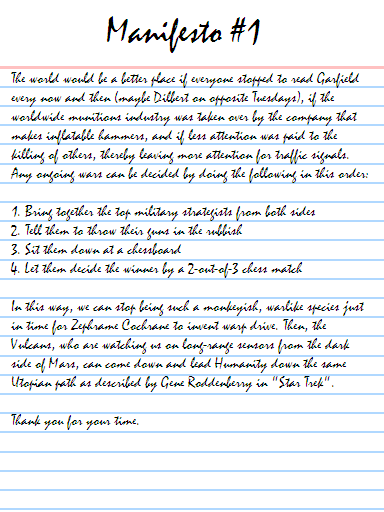 Manifesto #1
The world would be a better place if everyone stopped to read Garfield
every now and then (maybe Dilbert on opposite Tuesdays), if the
worldwide munitions industry was taken over by the company that
makes inflatable hammers, and if less attention was paid to the
killing of others, thereby leaving more attention for traffic signals.
Any ongoing wars can be decided by doing the following in this order:
1. Bring together the top military strategists from both sides
2. Tell them to throw their guns in the rubbish
3. Sit them down at a chessboard
4. Let them decide the winner by a 2-out-of-3 chess match
In this way, we can stop being such a monkeyish, warlike species just
in time for Zephrame Cochrane to invent warp drive. Then, the
Vulcans, who are watching us on long-range sensors from the dark
side of Mars, can come down and lead Humanity down the same
Utopian path as described by Gene Roddenberry in "Star Trek".
Thank you for your time.